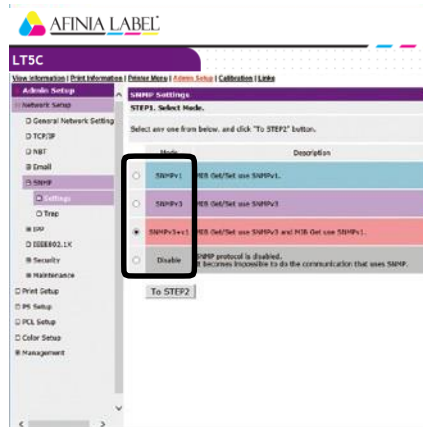 AFINIA LABEL
LT5C
View Information | Print Information | Printer Menu | Admin Setup | Calibration | Links
Admin Setup
Network Setup
General Network Setting
TCP/IP
NBT
Email
SNMP
Settings
Trap
IPP
IEEE802.1X
Security
Maintenance
Print Setup
PS Setup
PCL Setup
Color Setup
Management
SNMP Settings
STEP1. Select Mode.
Select any one from below. and click "To STEP2" button.
Mode Description
SNMPv1 MIB Get/Set use SNMPv1.
SNMPv3 MIB Get/Set use SNMPv3
SNMPv3+v1 MIB Get/Set use SNMPv3 and MIB Get use SNMPv1.
Disable SNMP protocol is disabled.
It becomes impossible to do the communication that uses SNMP.
To STEP2